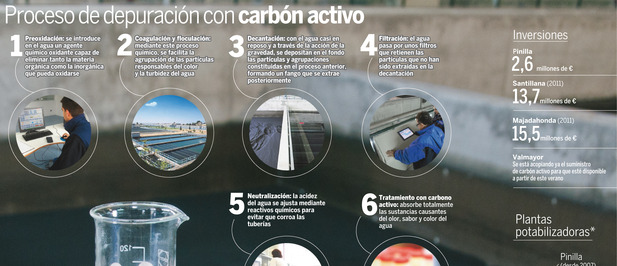 Proceso de depuración con carbón activo
1 Preoxidación: se introduce
en el agua un agente
químico oxidante capaz de
eliminar tanto la materia
orgánica como la inorgánica
que pueda oxidarse
2 Coagulación y floculación:
mediante este proceso
químico, se facilita la
agrupación de las partículas
responsables del color
y la turbidez del agua
3 Decantación: con el agua casi en
reposo y a través de la acción de la
gravedad, se depositan en el fondo
las partículas y agrupaciones
constituidas en el proceso anterior,
formando un fango que se extrae
posteriormente
4 Filtración: el agua
pasa por unos filtros
que retienen las
partículas que no han
sido extraídas en la
decantación
5 Neutralización: la acidez
del agua se ajusta mediante
reactivos químicos para
evitar que corroa las
tuberías
6 Tratamiento con carbono
activo: absorbe totalmente
las sustancias causantes
del olor, sabor y color del
agua
Inversiones
Pinilla
2,6 millones de €
Santillana (2011)
13,7 millones de €
Majadahonda (2011)
15,5 millones de €
Valmayor
Se está acopiando ya el suministro
de carbón activo para que esté disponible
a partir de este verano
Plantas
potabilizadoras*
Pinilla
(desde 2007)
150